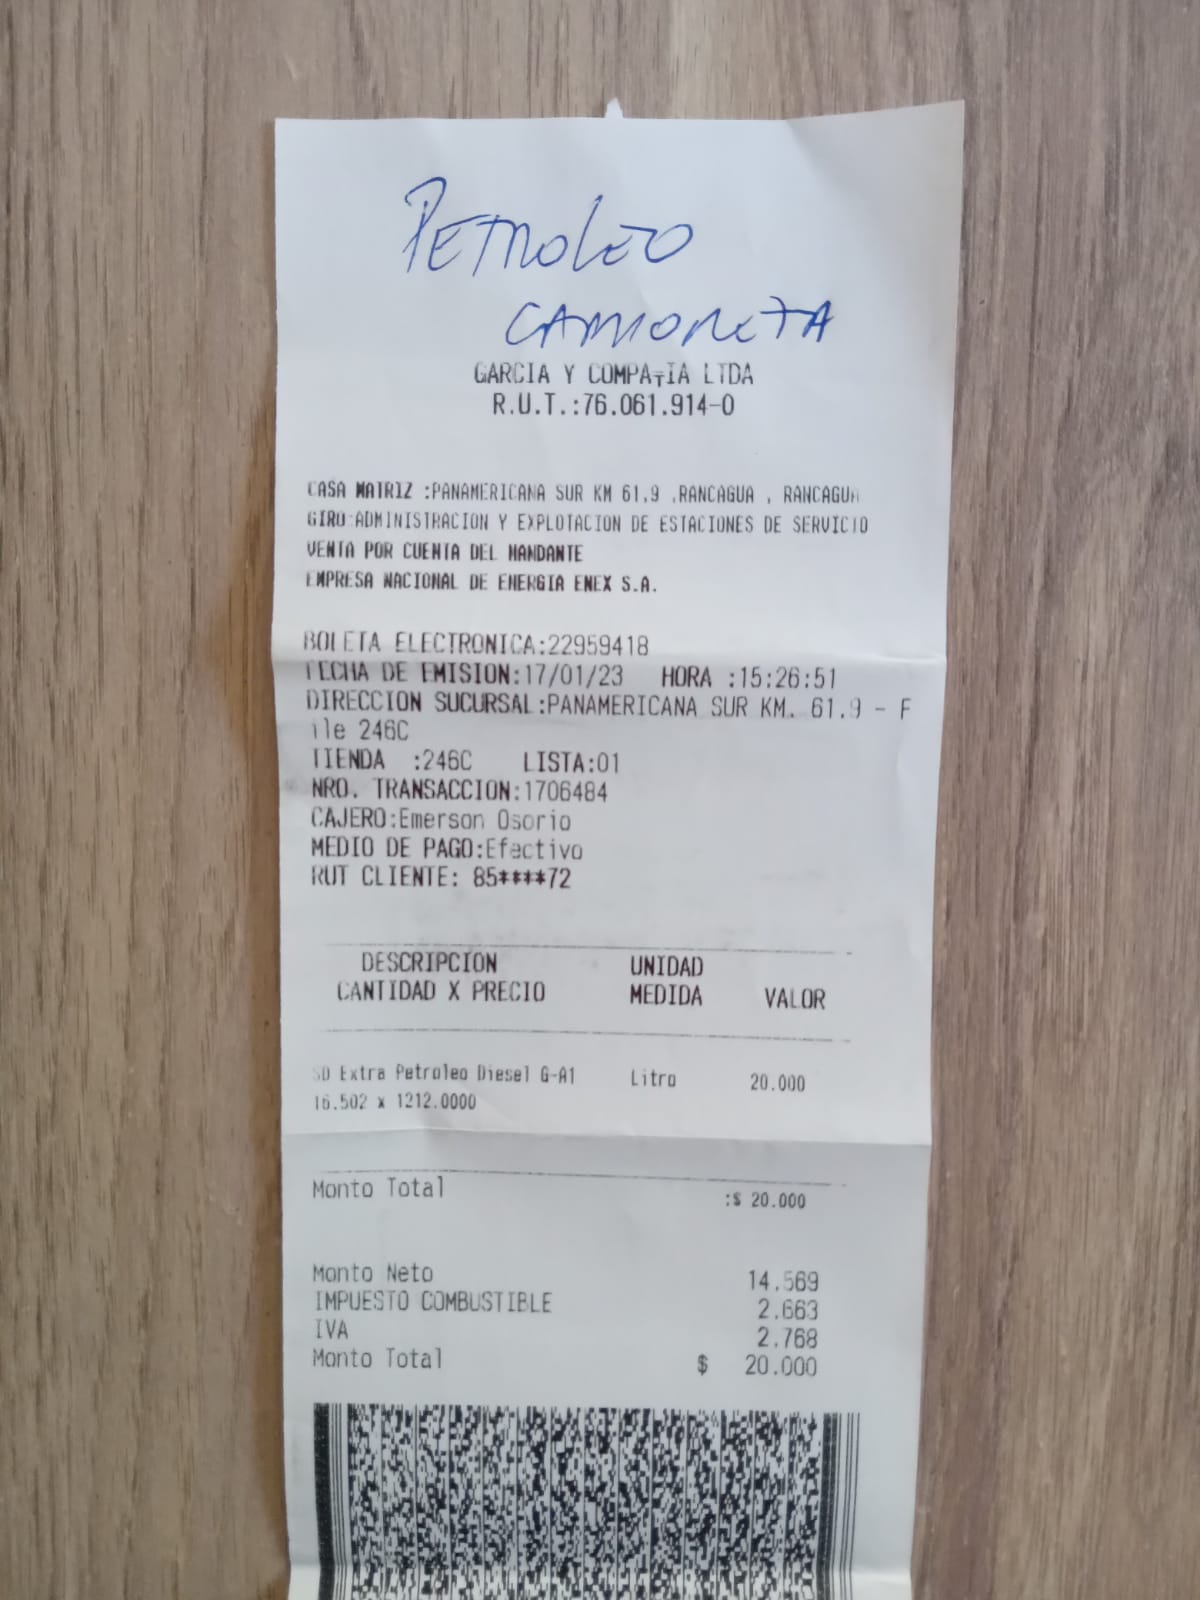 PETROLEO
CAMIONETA
GARCIA Y COMPA╤IA LTDA
R.U.T.:76.061.914-0
CASA MATRIZ :PANAMERICANA SUR KM 61,9 ,RANCAGUA , RANCAGUA
GIRO:ADMINISTRACION Y EXPLOTACION DE ESTACIONES DE SERVICIO
VENTA POR CUENTA DEL MANDANTE
EMPRESA NACIONAL DE ENERGIA ENEX S.A.
BOLETA ELECTRONICA:22959418
FECHA DE EMISION:17/01/23 HORA :15:26:51
DIRECCION SUCURSAL:PANAMERICANA SUR KM. 61.9 - F
ile 246C
TIENDA :246C LISTA:01
NRO. TRANSACCION:1706484
CAJERO:Emerson Osorio
MEDIO DE PAGO:Efectivo
RUT CLIENTE: 85****72
DESCRIPCION UNIDAD
CANTIDAD X PRECIO MEDIDA VALOR
SD Extra Petroleo Diesel G-A1 Litro 20.000
16.502 x 1212.0000
Monto Total :$ 20.000
Monto Neto 14.569
IMPUESTO COMBUSTIBLE 2.663
IVA 2.768
Monto Total $ 20.000